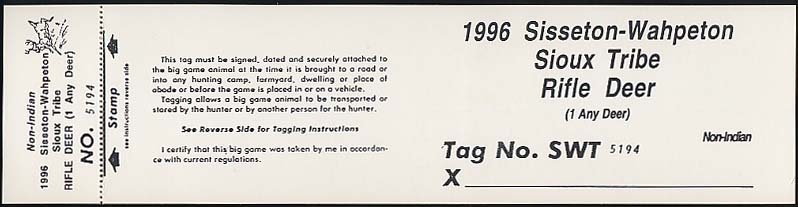 Non-Indian
1996 Sisseton-Wahpeton
Sioux Tribe
RIFLE DEER (1 Any Deer)
NO. 5194
Stamp
see instructions reverse side
This tag must be signed, dated and securely attached to
the big game animal at the time it is brought to a road or
into any hunting camp, farmyard, dwelling or place of
abode or before the game is placed in or on a vehicle.
Tagging allows a big game animal to be transported or
stored by the hunter or by another person for the hunter.
See Reverse Side for Tagging Instructions
I certify that this big game was taken by me in accordan-
ce with current regulations.
1996 Sisseton-Wahpeton
Sioux Tribe
Rifle Deer
(1 Any Deer)
Non-Indian
Tag No. SWT 5194
X